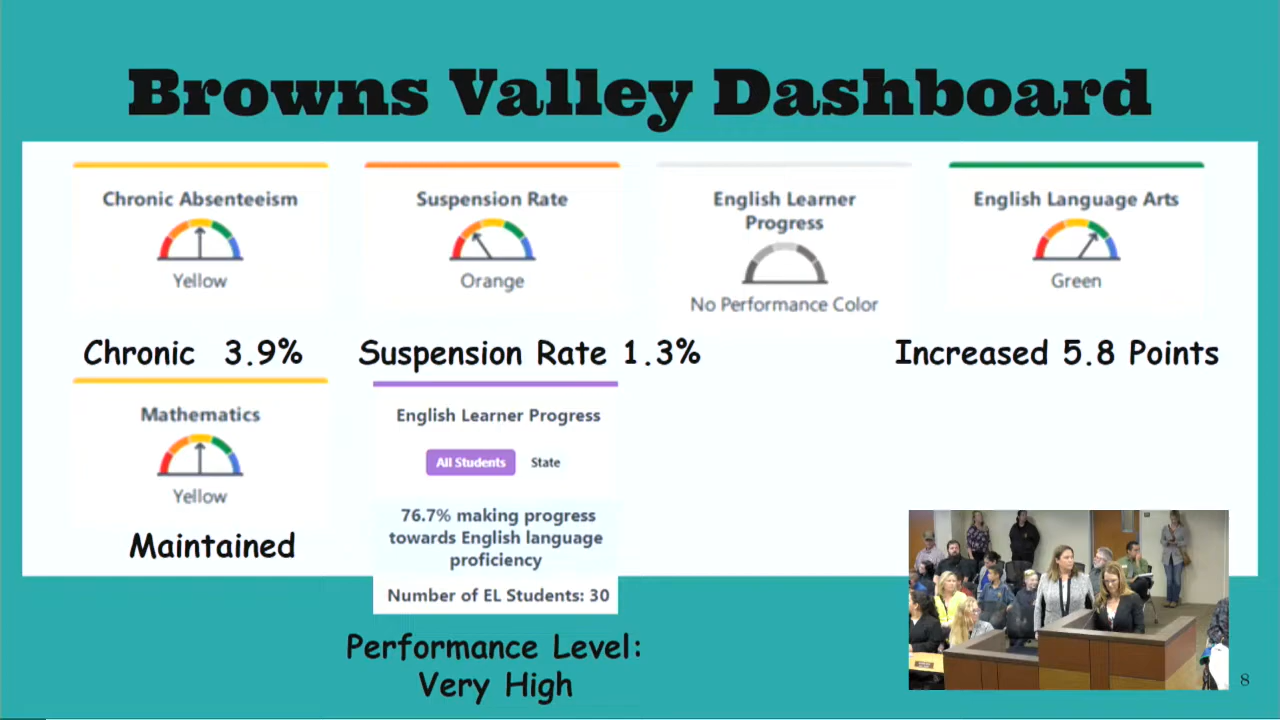 Browns Valley Dashboard
Chronic Absenteeism
Yellow
Suspension Rate
Orange
English Learner
Progress
No Performance Color
English Language Arts
Green
Chronic 3.9%
Suspension Rate 1.3%
Increased 5.8 Points
Mathematics
Yellow
Maintained
English Learner Progress
All Students State
76.7% making progress
towards English language
proficiency
Number of EL Students: 30
Performance Level:
Very High
8